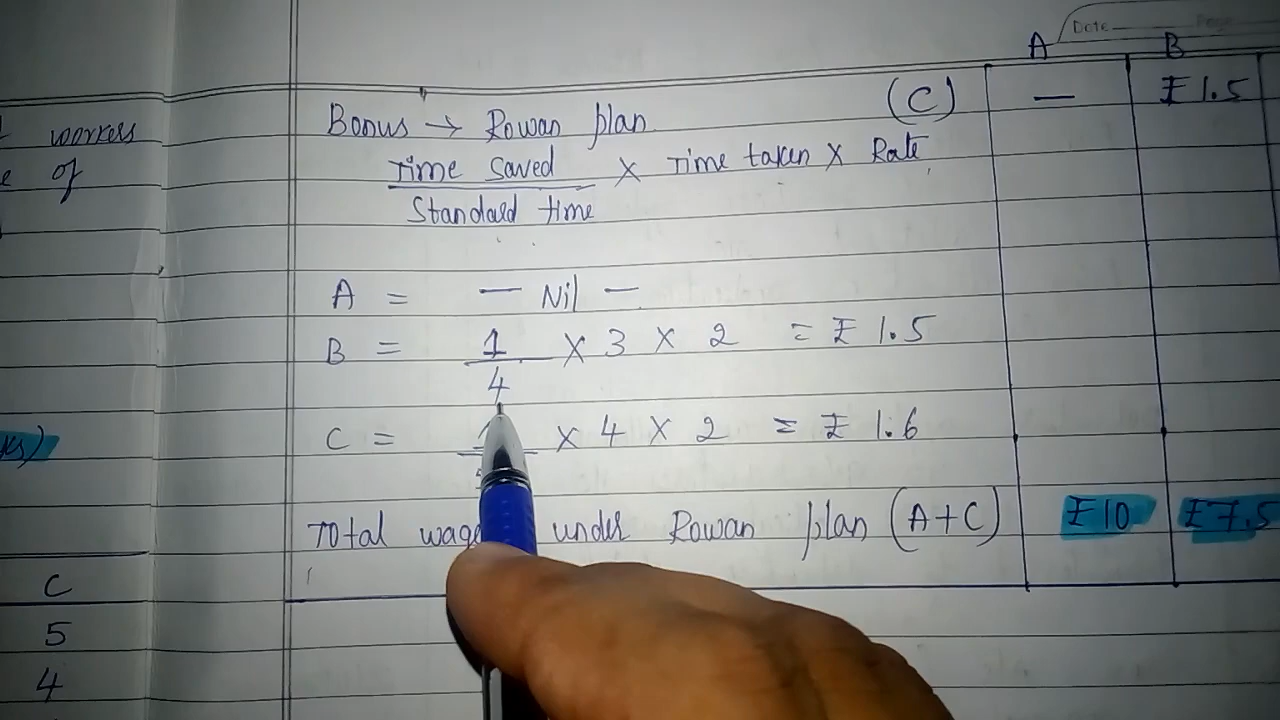 Date Page
A B
Bonus → Rowan plan (C) — ₹1.5
workers
Time saved × Time taken × Rate
of
Standard time
A = — Nil —
B = 1 × 3 × 2 = ₹ 1.5
4
C = × 4 × 2 = ₹ 1.6
Total under Rowan plan (A+C) ₹10 ₹7.5
C
5
4